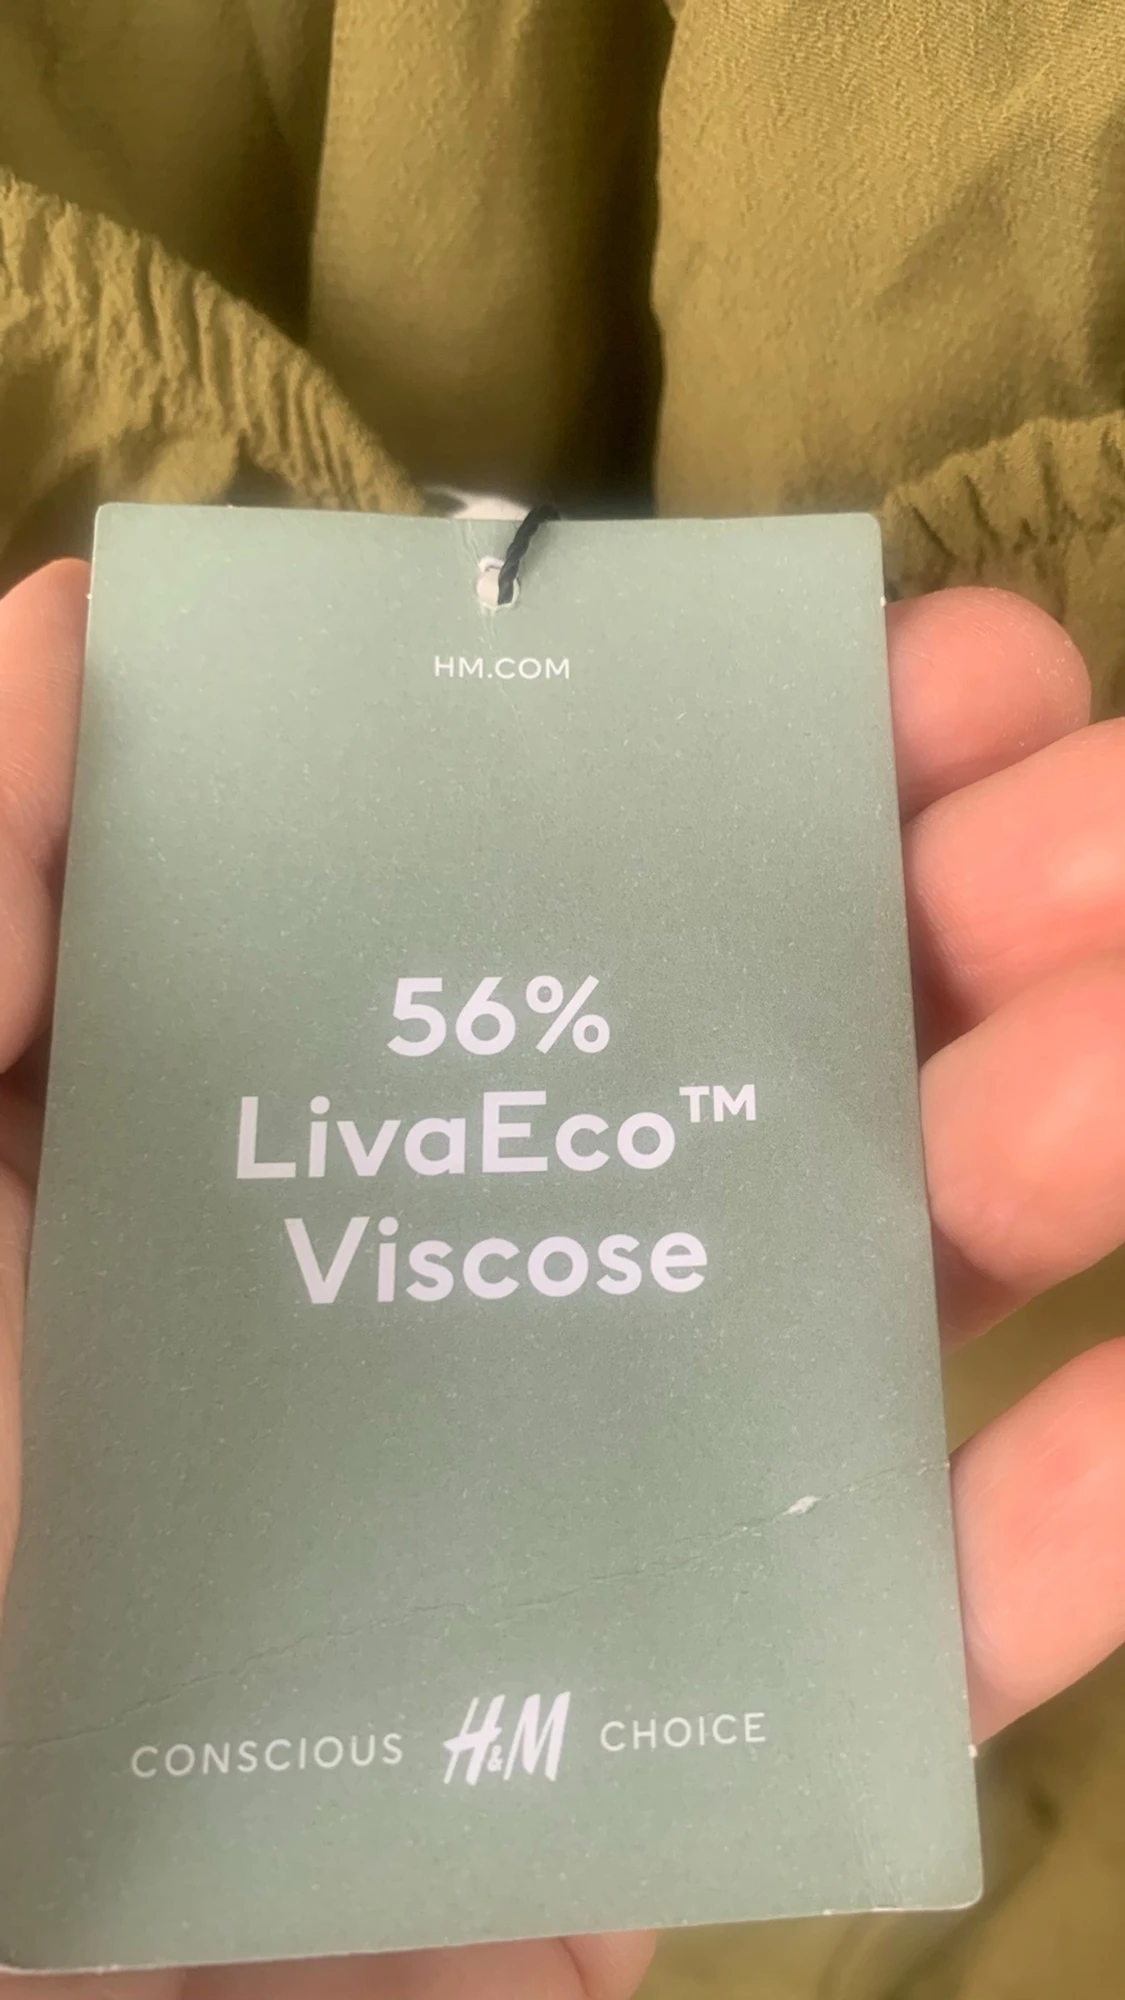 HM.COM
56%
LivaEco™
Viscose
CONSCIOUS H&M CHOICE